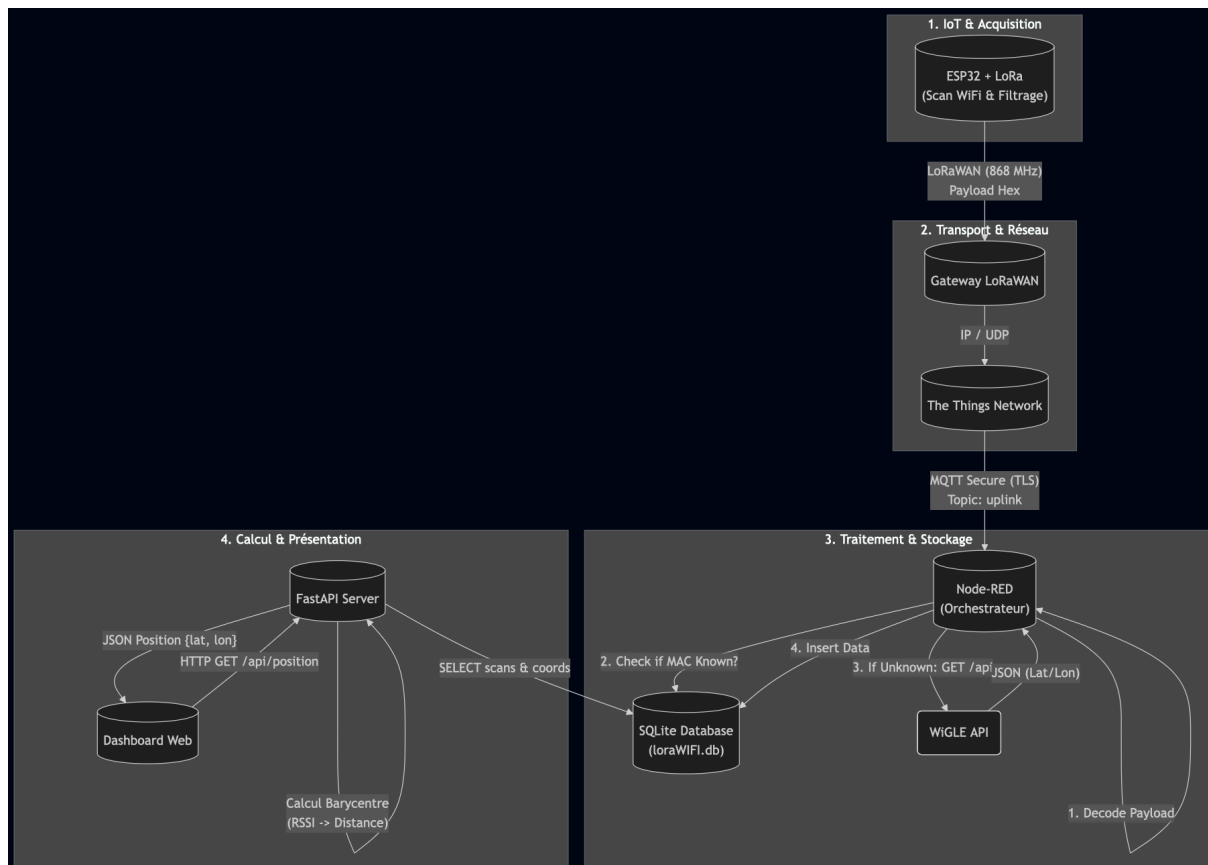 1. IoT & Acquisition
ESP32 + LoRa
(Scan WiFi & Filtrage)
LoRaWAN (868 MHz)
Payload Hex
2. Transport & Réseau
Gateway LoRaWAN
IP / UDP
The Things Network
MQTT Secure (TLS)
Topic: uplink
4. Calcul & Présentation
FastAPI Server
JSON Position {lat, lon}
HTTP GET /api/position
Dashboard Web
Calcul Barycentre
(RSSI -> Distance)
SELECT scans & coords
3. Traitement & Stockage
Node-RED
(Orchestrateur)
2. Check if MAC Known?
4. Insert Data
3. If Unknown: GET /api
JSON (Lat/Lon)
SQLite Database
(loraWIFI.db)
WiGLE API
1. Decode Payload